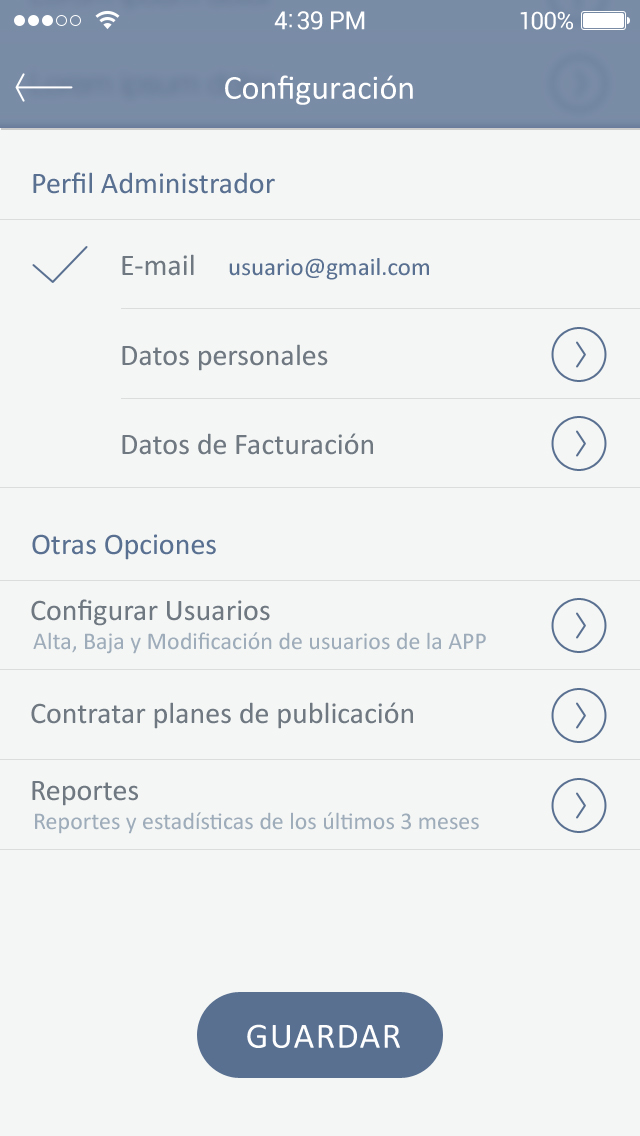 4:39 PM 100%
Configuración
Perfil Administrador
E-mail usuario@gmail.com
Datos personales
Datos de Facturación
Otras Opciones
Configurar Usuarios
Alta, Baja y Modificación de usuarios de la APP
Contratar planes de publicación
Reportes
Reportes y estadísticas de los últimos 3 meses
GUARDAR